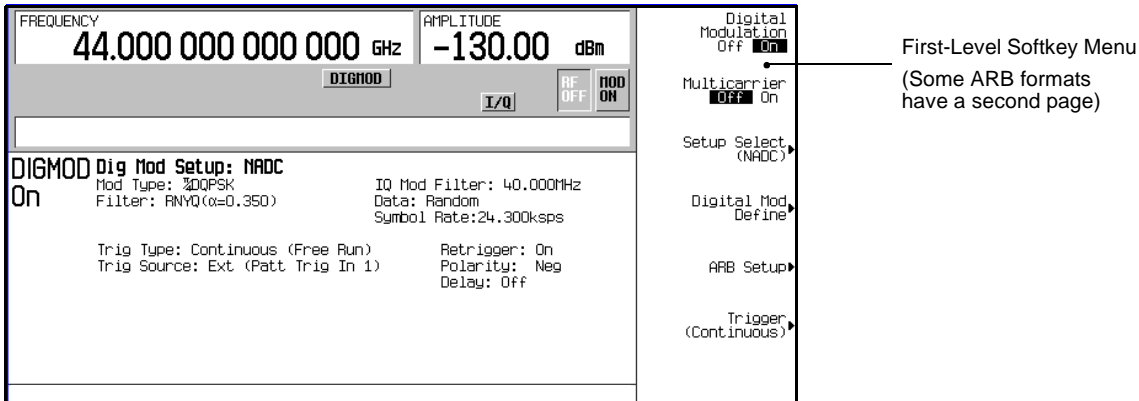 FREQUENCY
44.000 000 000 000 GHz
AMPLITUDE
-130.00 dBm
DIGMOD
I/Q
RF
OFF
MOD
ON
DIGMOD
On
Dig Mod Setup: NADC
Mod Type: π/4DQPSK
Filter: RNYQ(α=0.350)
IQ Mod Filter: 40.000MHz
Data: Random
Symbol Rate:24.300ksps
Trig Type: Continuous (Free Run)
Trig Source: Ext (Patt Trig In 1)
Retrigger: On
Polarity: Neg
Delay: Off
Digital
Modulation
Off On
Multicarrier
Off On
Setup Select
(NADC)
Digital Mod
Define
ARB Setup
Trigger
(Continuous)
First-Level Softkey Menu
(Some ARB formats
have a second page)